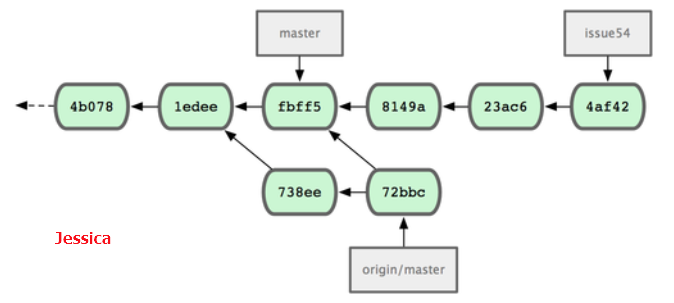 master
issue54
4b078
1edee
fbff5
8149a
23ac6
4af42
738ee
72bbc
Jessica
origin/master